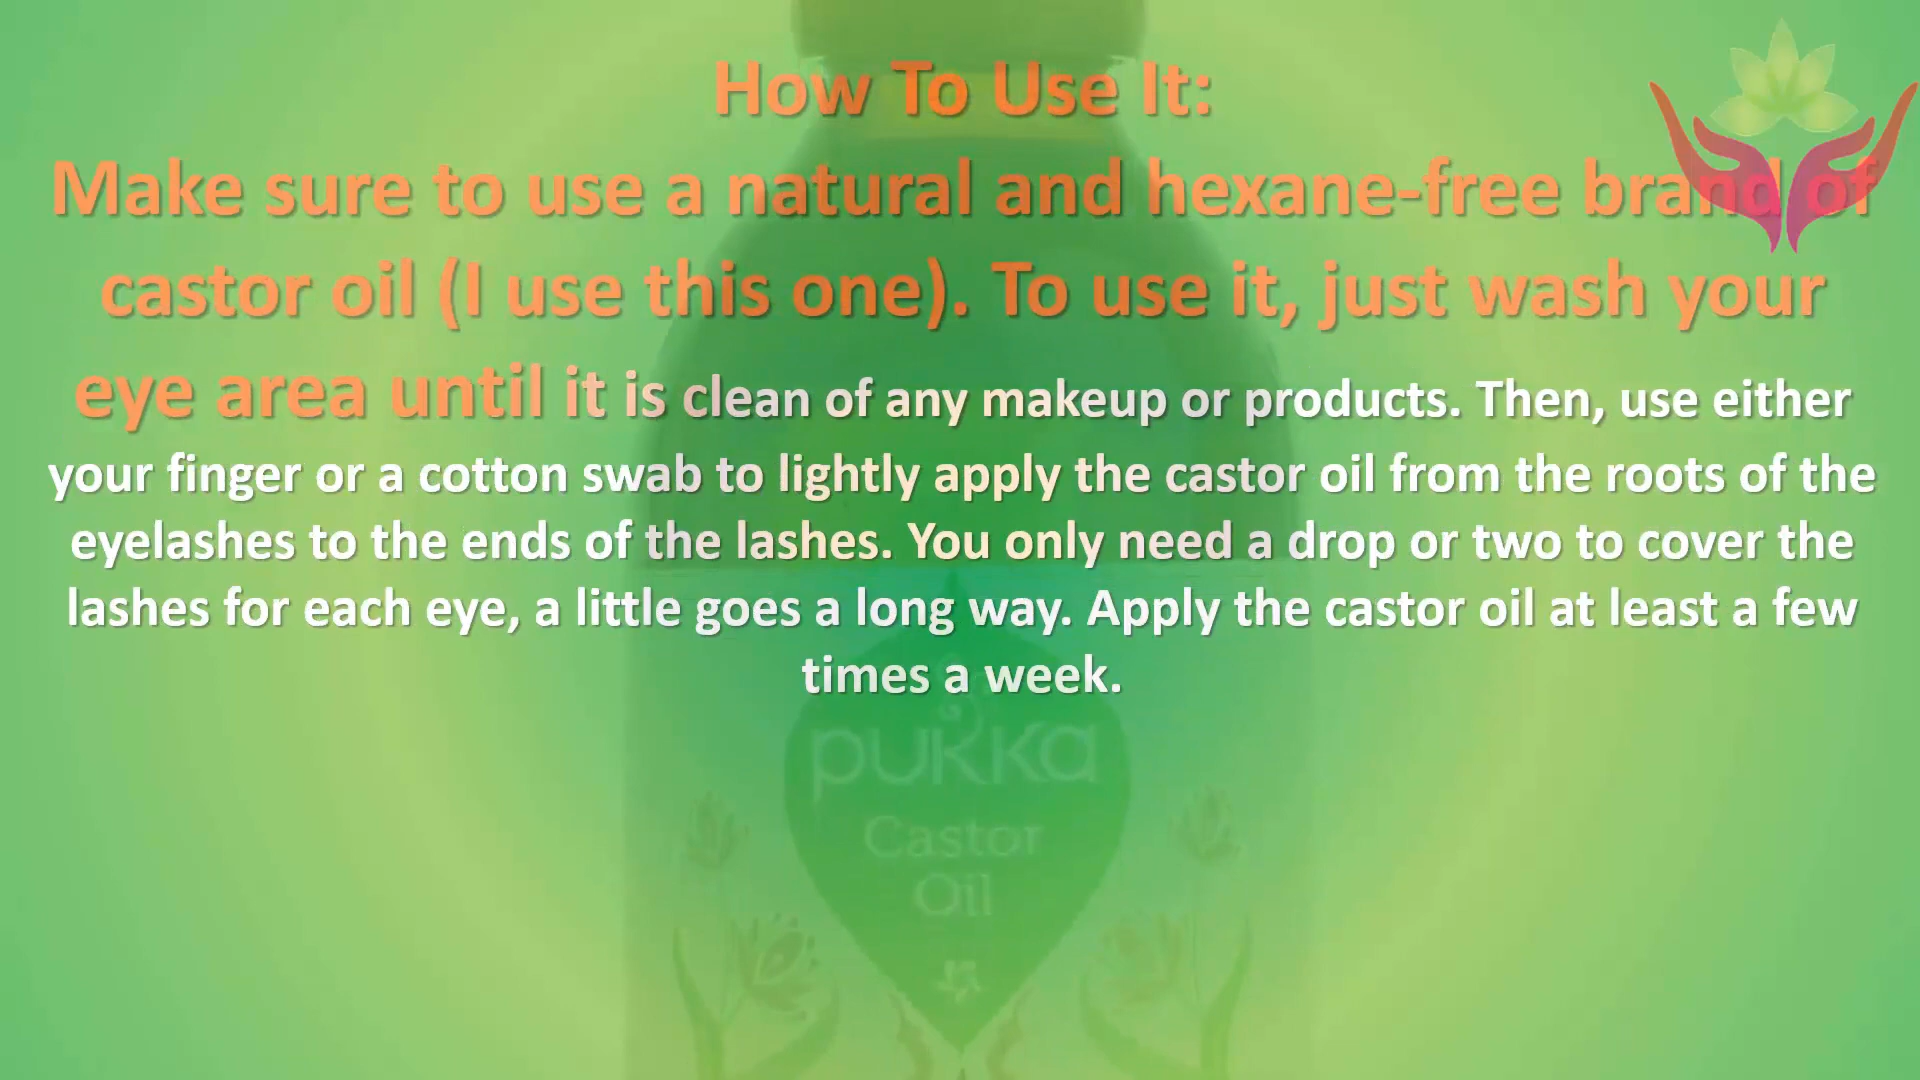 How To Use It:
Make sure to use a natural and hexane-free brand of
castor oil (I use this one). To use it, just wash your
eye area until it is clean of any makeup or products. Then, use either
your finger or a cotton swab to lightly apply the castor oil from the roots of the
eyelashes to the ends of the lashes. You only need a drop or two to cover the
lashes for each eye, a little goes a long way. Apply the castor oil at least a few
times a week.
pukka
Castor
Oil